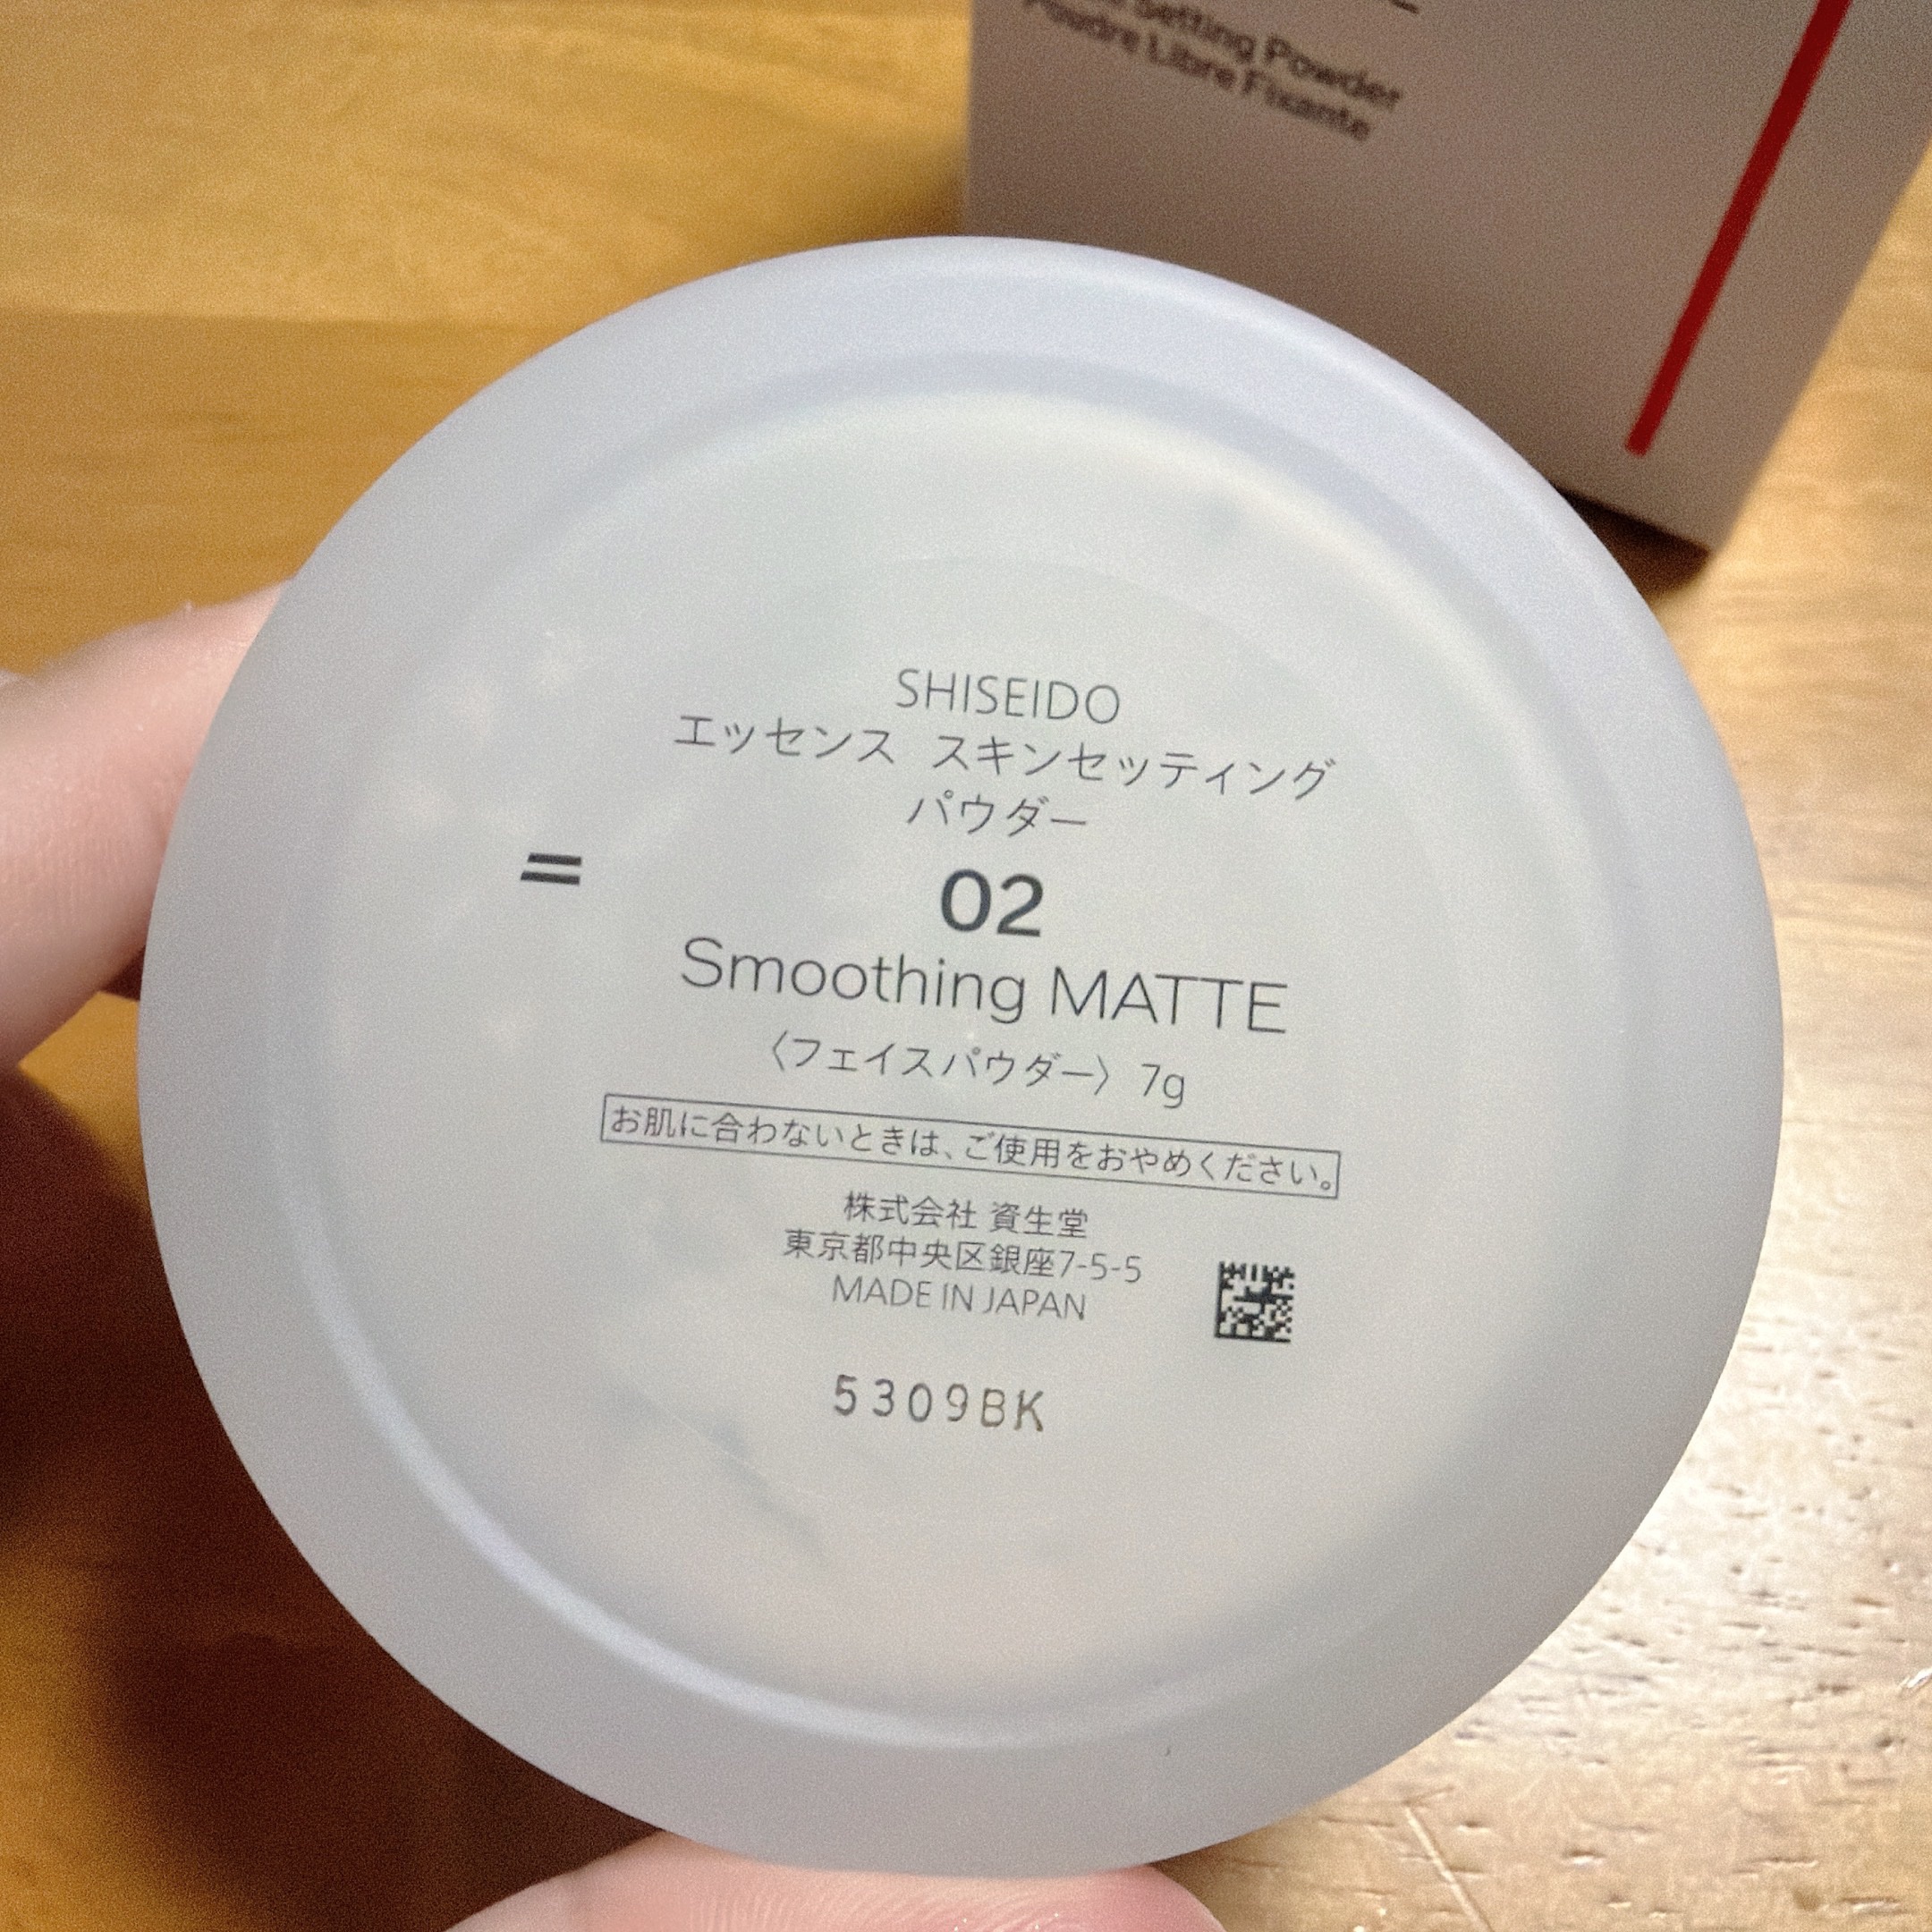 Setting Powder
Poudre Libre Fixante
SHISEIDO
エッセンス スキンセッティング
パウダー
=
02
Smoothing MATTE
〈フェイスパウダー〉 7g
お肌に合わないときは、ご使用をおやめください。
株式会社 資生堂
東京都中央区銀座7-5-5
MADE IN JAPAN
5309BK